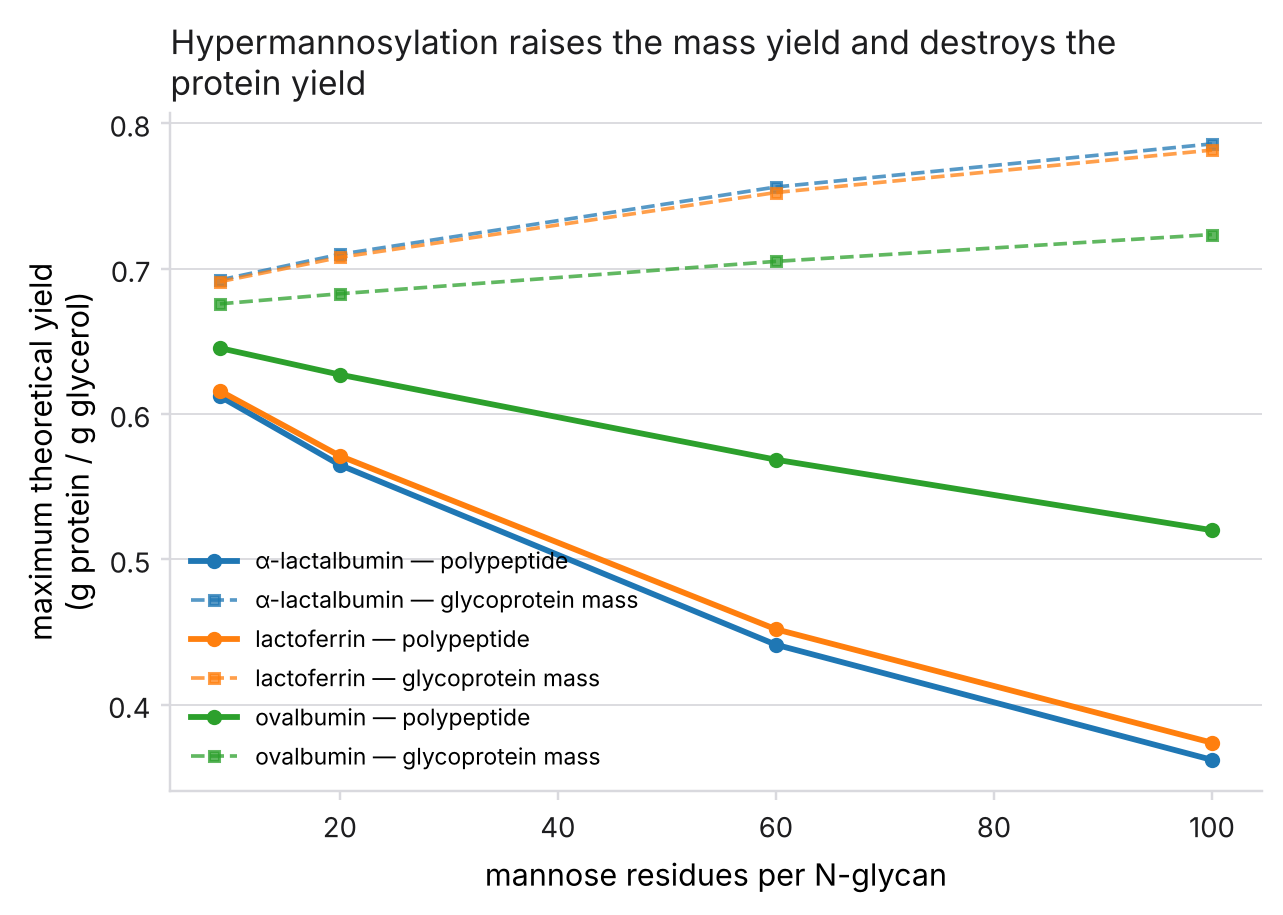 Hypermannosylation raises the mass yield and destroys the
protein yield
maximum theoretical yield
(g protein / g glycerol)
0.8
0.7
0.6
0.5
0.4
α-lactalbumin — polypeptide
α-lactalbumin — glycoprotein mass
lactoferrin — polypeptide
lactoferrin — glycoprotein mass
ovalbumin — polypeptide
ovalbumin — glycoprotein mass
20 40 60 80 100
mannose residues per N-glycan